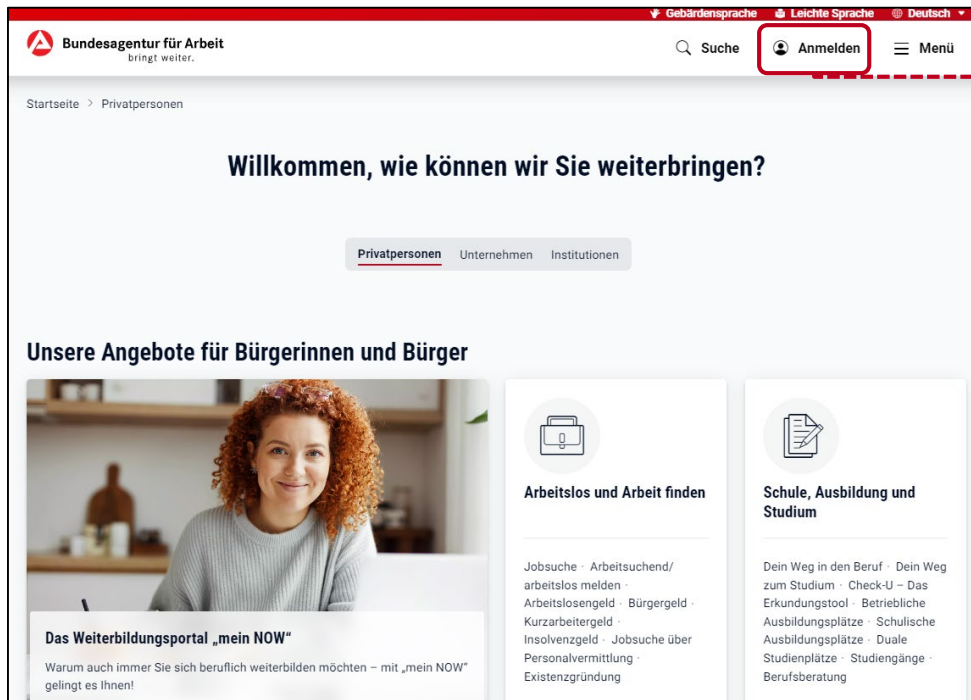 Gebärdensprache Leichte Sprache Deutsch
Bundesagentur für Arbeit
bringt weiter.
Suche Anmelden Menü
Startseite > Privatpersonen
Willkommen, wie können wir Sie weiterbringen?
Privatpersonen Unternehmen Institutionen
Unsere Angebote für Bürgerinnen und Bürger
Das Weiterbildungsportal „mein NOW“
Warum auch immer Sie sich beruflich weiterbilden möchten – mit „mein NOW“
gelingt es Ihnen!
Arbeitslos und Arbeit finden
Jobsuche · Arbeitsuchend/
arbeitslos melden ·
Arbeitslosengeld · Bürgergeld ·
Kurzarbeitergeld ·
Insolvenzgeld · Jobsuche über
Personalvermittlung ·
Existenzgründung
Schule, Ausbildung und
Studium
Dein Weg in den Beruf · Dein Weg
zum Studium · Check-U – Das
Erkundungstool · Betriebliche
Ausbildungsplätze · Schulische
Ausbildungsplätze · Duale
Studienplätze · Studiengänge ·
Berufsberatung